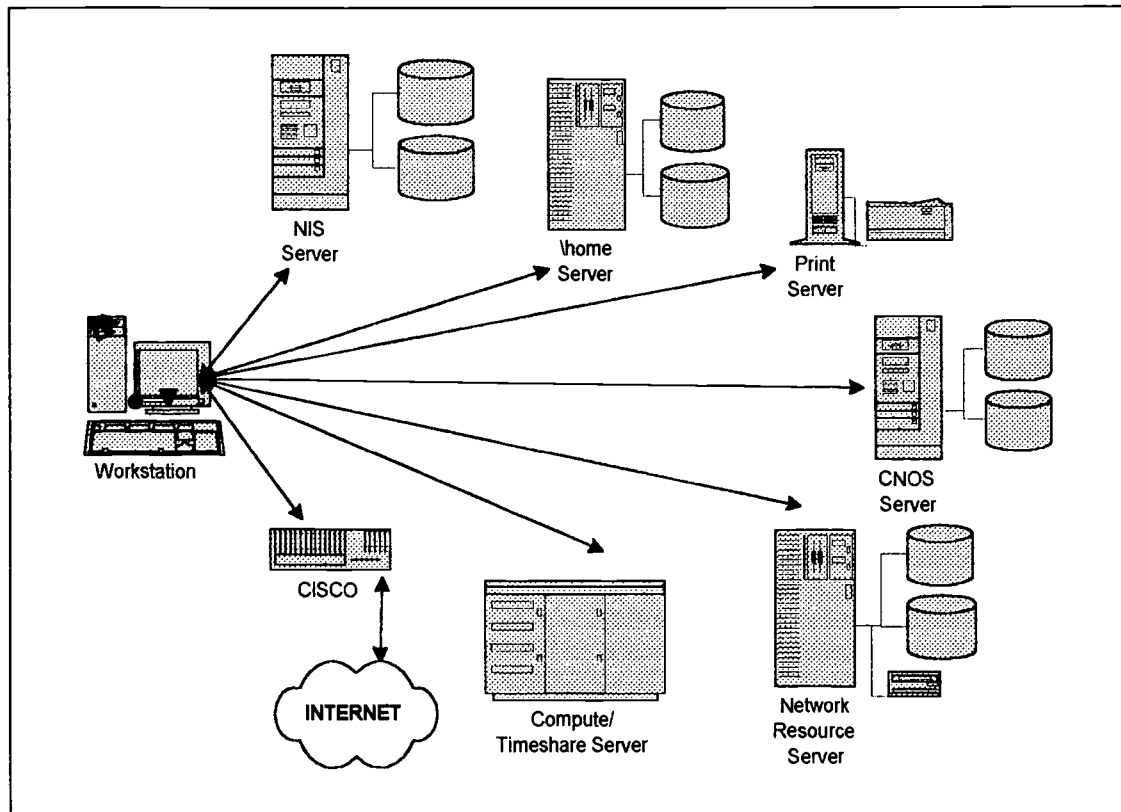 NIS
Server
\home
Server
Print
Server
Workstation
CNOS
Server
CISCO
INTERNET
Compute/
Timeshare Server
Network
Resource
Server